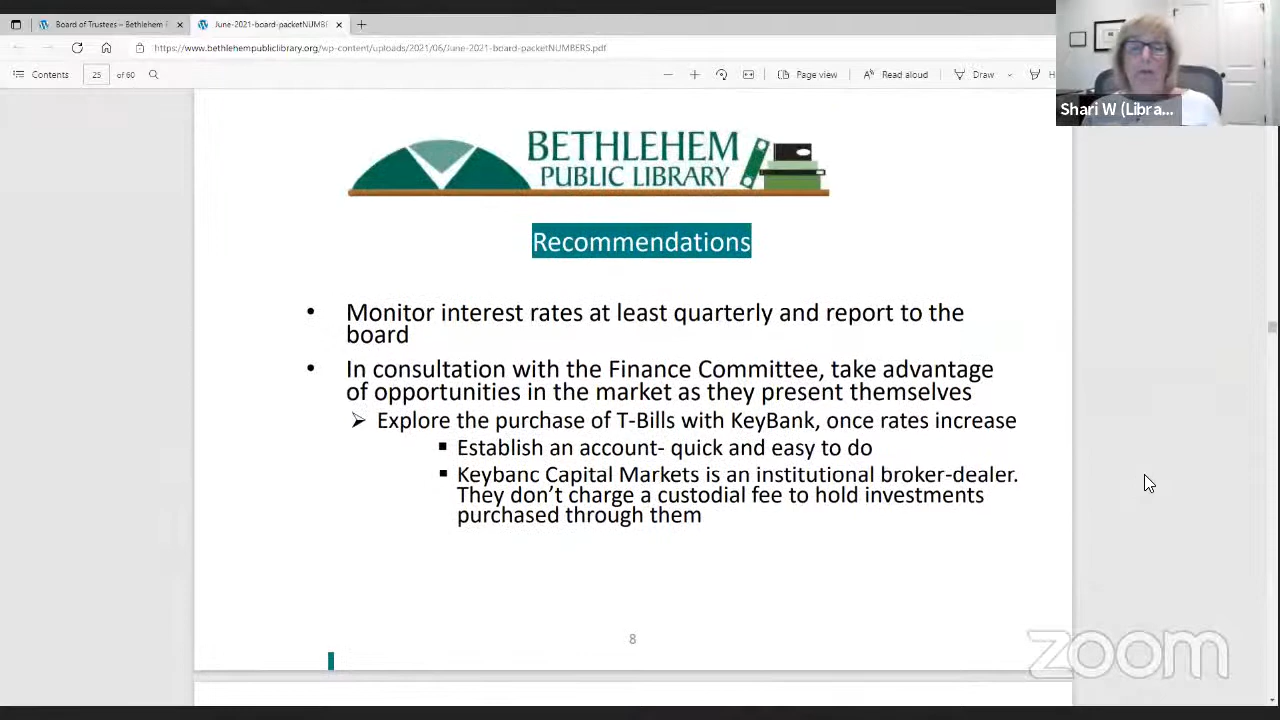 Board of Trustees – Bethlehem
June-2021-board-packetNUMBE
https://www.bethlehempubliclibrary.org/wp-content/uploads/2021/06/June-2021-board-packetNUMBERS.pdf
Contents
25
of 60
Page view
Read aloud
Draw
Shari W (Libra...
BETHLEHEM
PUBLIC LIBRARY
Recommendations
• Monitor interest rates at least quarterly and report to the
board
• In consultation with the Finance Committee, take advantage
of opportunities in the market as they present themselves
➢ Explore the purchase of T-Bills with KeyBank, once rates increase
▪ Establish an account- quick and easy to do
▪ Keybanc Capital Markets is an institutional broker-dealer.
They don’t charge a custodial fee to hold investments
purchased through them
8
zoom